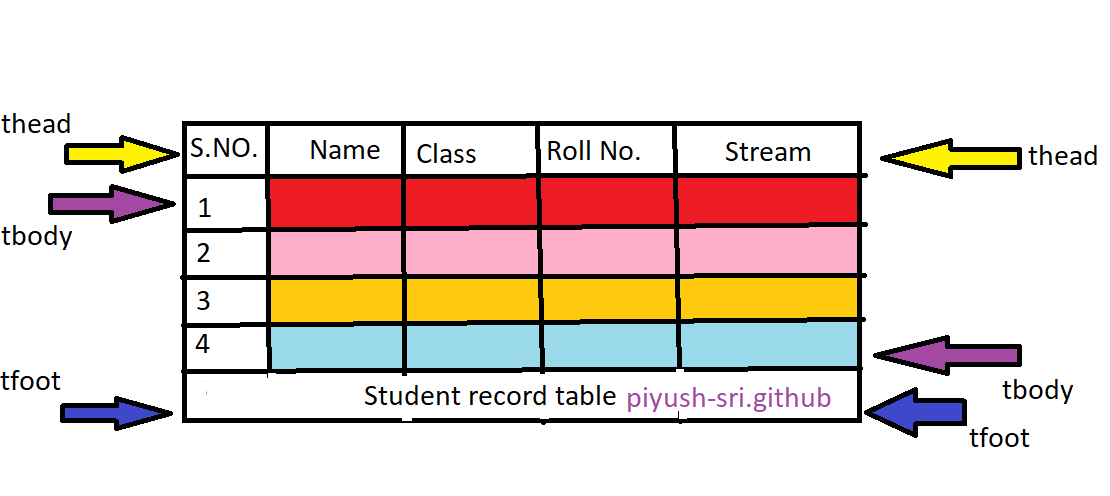 thead
S.NO. Name Class Roll No. Stream
thead
1
tbody
2
3
4
tfoot
tbody
Student record table piyush-sri.github
tfoot